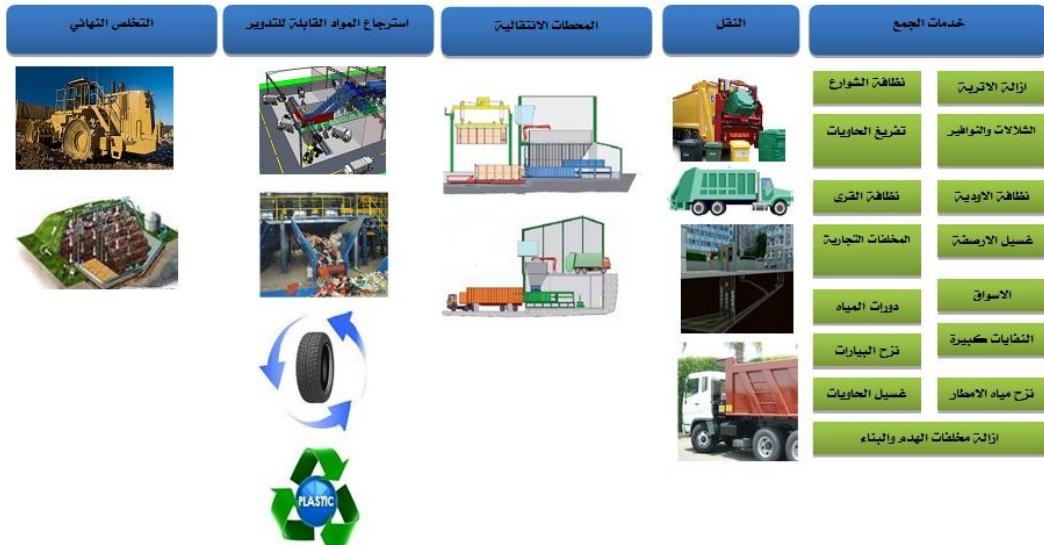 خدمات الجمع
النقل
المحطات الانتقالية
استرجاع المواد القابلة للتدوير
التخلص النهائي
ازالة الاتربة
نظافة الشوارع
الشلالات والنوافير
تفريغ الحاويات
نظافة الاودية
نظافة القرى
غسيل الارصفة
المخلفات التجارية
الاسواق
دورات المياه
النفايات كبيرة
نزح البيارات
نزح مياه الامطار
غسيل الحاويات
ازالة مخلفات الهدم والبناء
PLASTIC